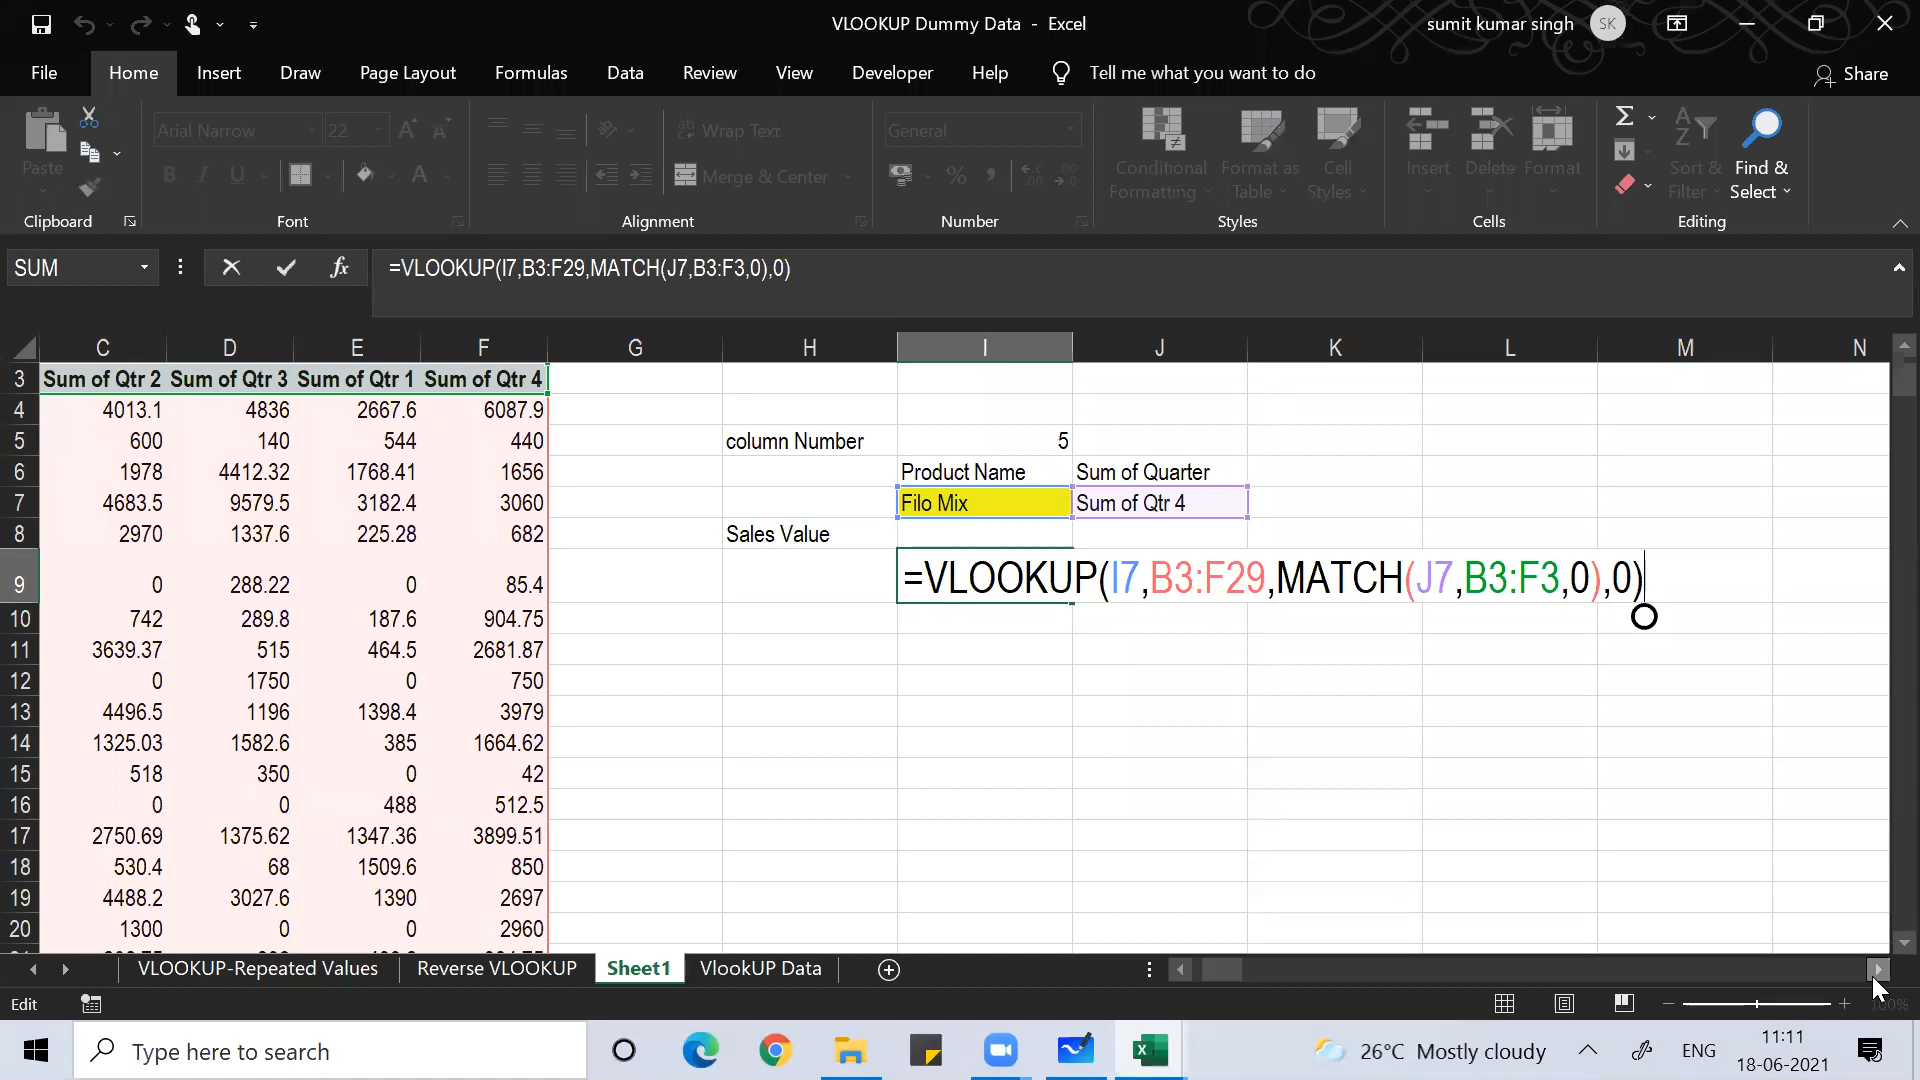 VLOOKUP Dummy Data - Excel
sumit kumar singh SK
File Home Insert Draw Page Layout Formulas Data Review View Developer Help Tell me what you want to do Share
Paste
Arial Narrow 22
Wrap Text
Merge & Center
General
Conditional Formatting
Format as Table
Cell Styles
Insert Delete Format
Sort & Filter
Find & Select
Clipboard Font Alignment Number Styles Cells Editing
SUM fx =VLOOKUP(I7,B3:F29,MATCH(J7,B3:F3,0),0)
C D E F G H I J K L M N
3 Sum of Qtr 2 Sum of Qtr 3 Sum of Qtr 1 Sum of Qtr 4
4 4013.1 4836 2667.6 6087.9
5 600 140 544 440 column Number 5
6 1978 4412.32 1768.41 1656 Product Name Sum of Quarter
7 4683.5 9579.5 3182.4 3060 Filo Mix Sum of Qtr 4
8 2970 1337.6 225.28 682 Sales Value
9 0 288.22 0 85.4 =VLOOKUP(I7,B3:F29,MATCH(J7,B3:F3,0),0)
10 742 289.8 187.6 904.75
11 3639.37 515 464.5 2681.87
12 0 1750 0 750
13 4496.5 1196 1398.4 3979
14 1325.03 1582.6 385 1664.62
15 518 350 0 42
16 0 0 488 512.5
17 2750.69 1375.62 1347.36 3899.51
18 530.4 68 1509.6 850
19 4488.2 3027.6 1390 2697
20 1300 0 0 2960
VLOOKUP-Repeated Values Reverse VLOOKUP Sheet1 VlookUP Data
Edit 100%
Type here to search
26°C Mostly cloudy ENG
11:11
18-06-2021